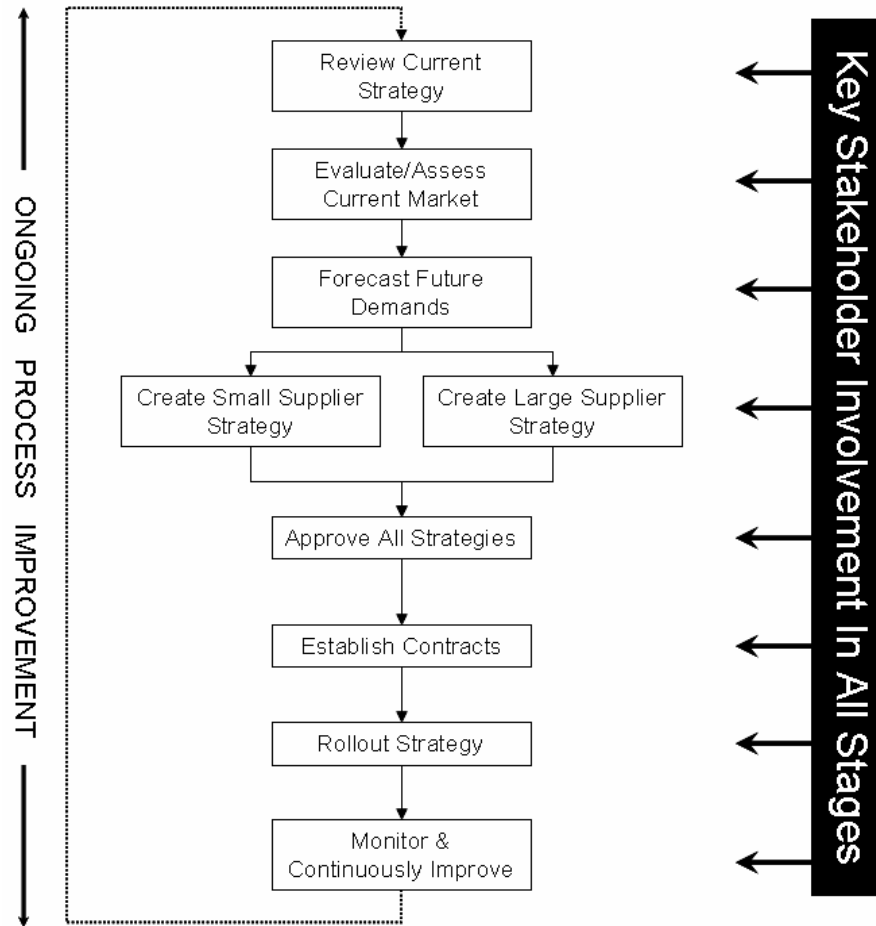 Review Current
Strategy
Evaluate/Assess
Current Market
Forecast Future
Demands
Create Small Supplier
Strategy
Create Large Supplier
Strategy
Approve All Strategies
Establish Contracts
Rollout Strategy
Monitor &
Continuously Improve
ONGOING PROCESS IMPROVEMENT
Key Stakeholder Involvement In All Stages